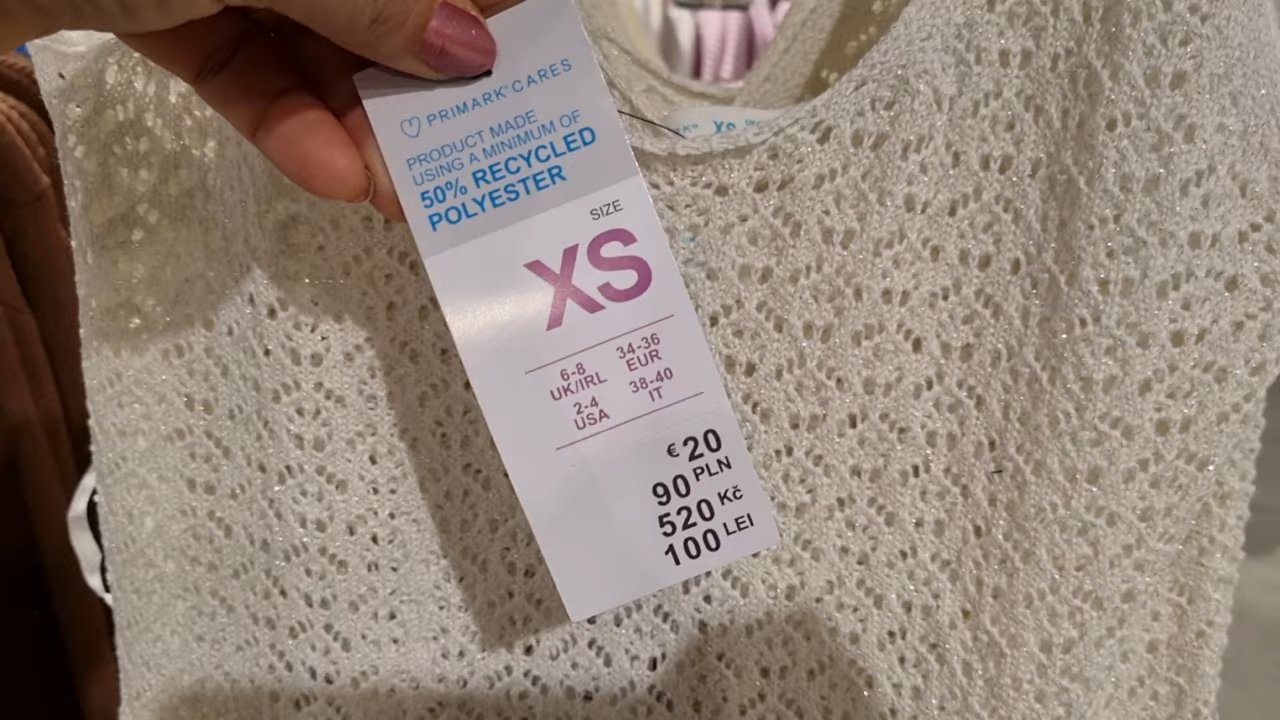 PRIMARK® CARES
PRODUCT MADE
USING A MINIMUM OF
50% RECYCLED
POLYESTER
SIZE
XS
6-8
UK/IRL
34-36
EUR
2-4
USA
38-40
IT
€20
90 PLN
520 Kč
100 LEI
XS